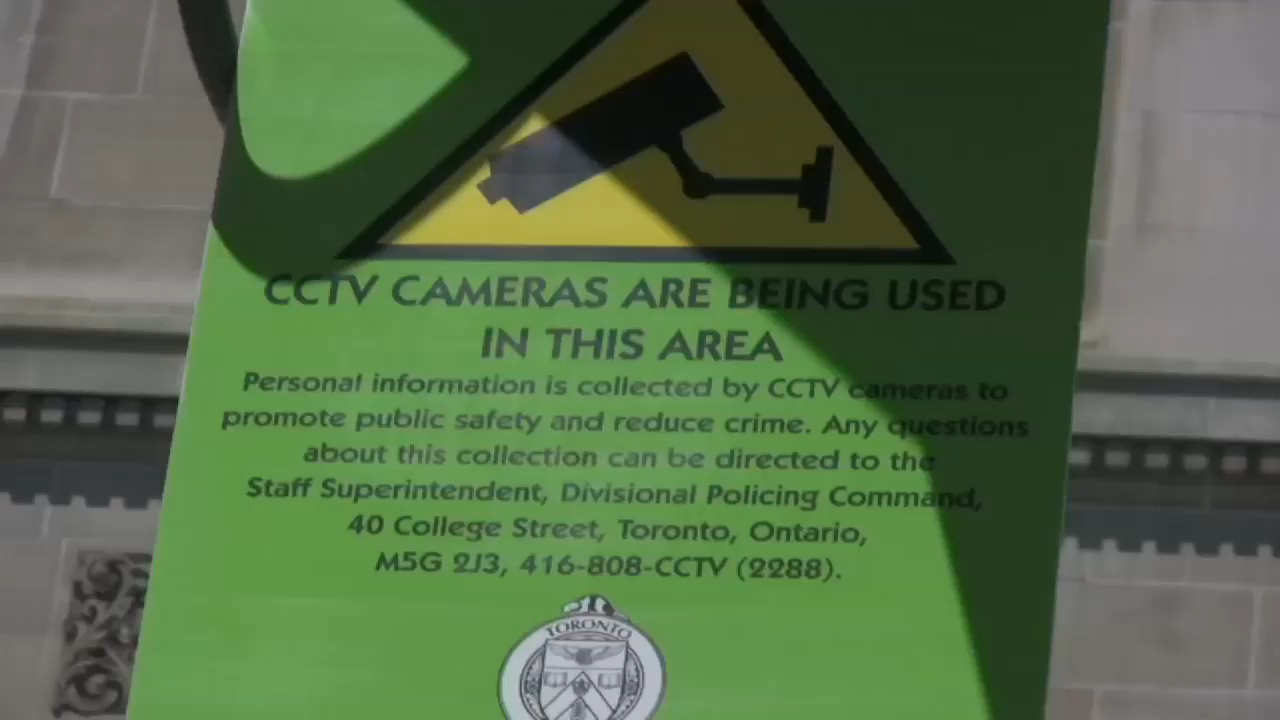 CCTV CAMERAS ARE BEING USED
IN THIS AREA
Personal information is collected by CCTV cameras to
promote public safety and reduce crime. Any questions
about this collection can be directed to the
Staff Superintendent, Divisional Policing Command,
40 College Street, Toronto, Ontario,
M5G 2J3, 416-808-CCTV (2288).
TORONTO